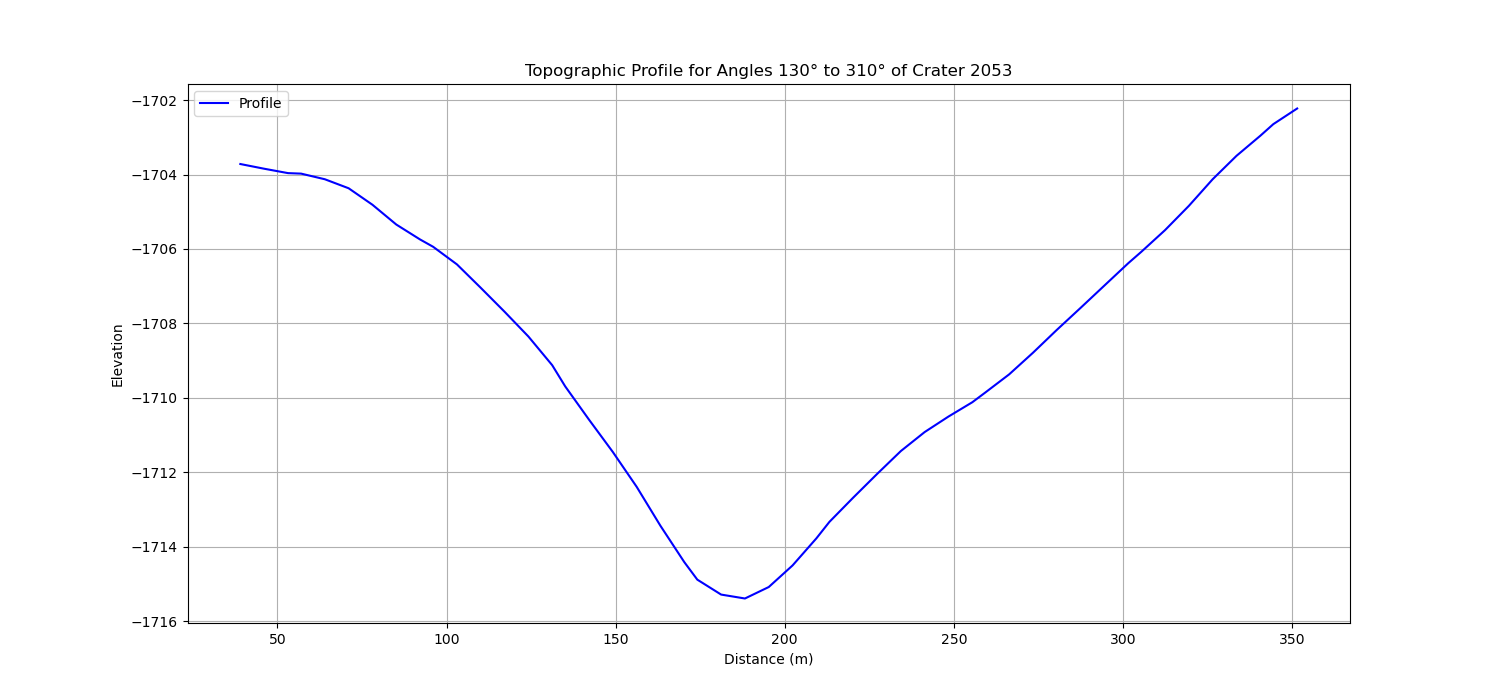 Topographic Profile for Angles 130° to 310° of Crater 2053
Profile
−1702
−1704
−1706
−1708
−1710
−1712
−1714
−1716
Elevation
50 100 150 200 250 300 350
Distance (m)